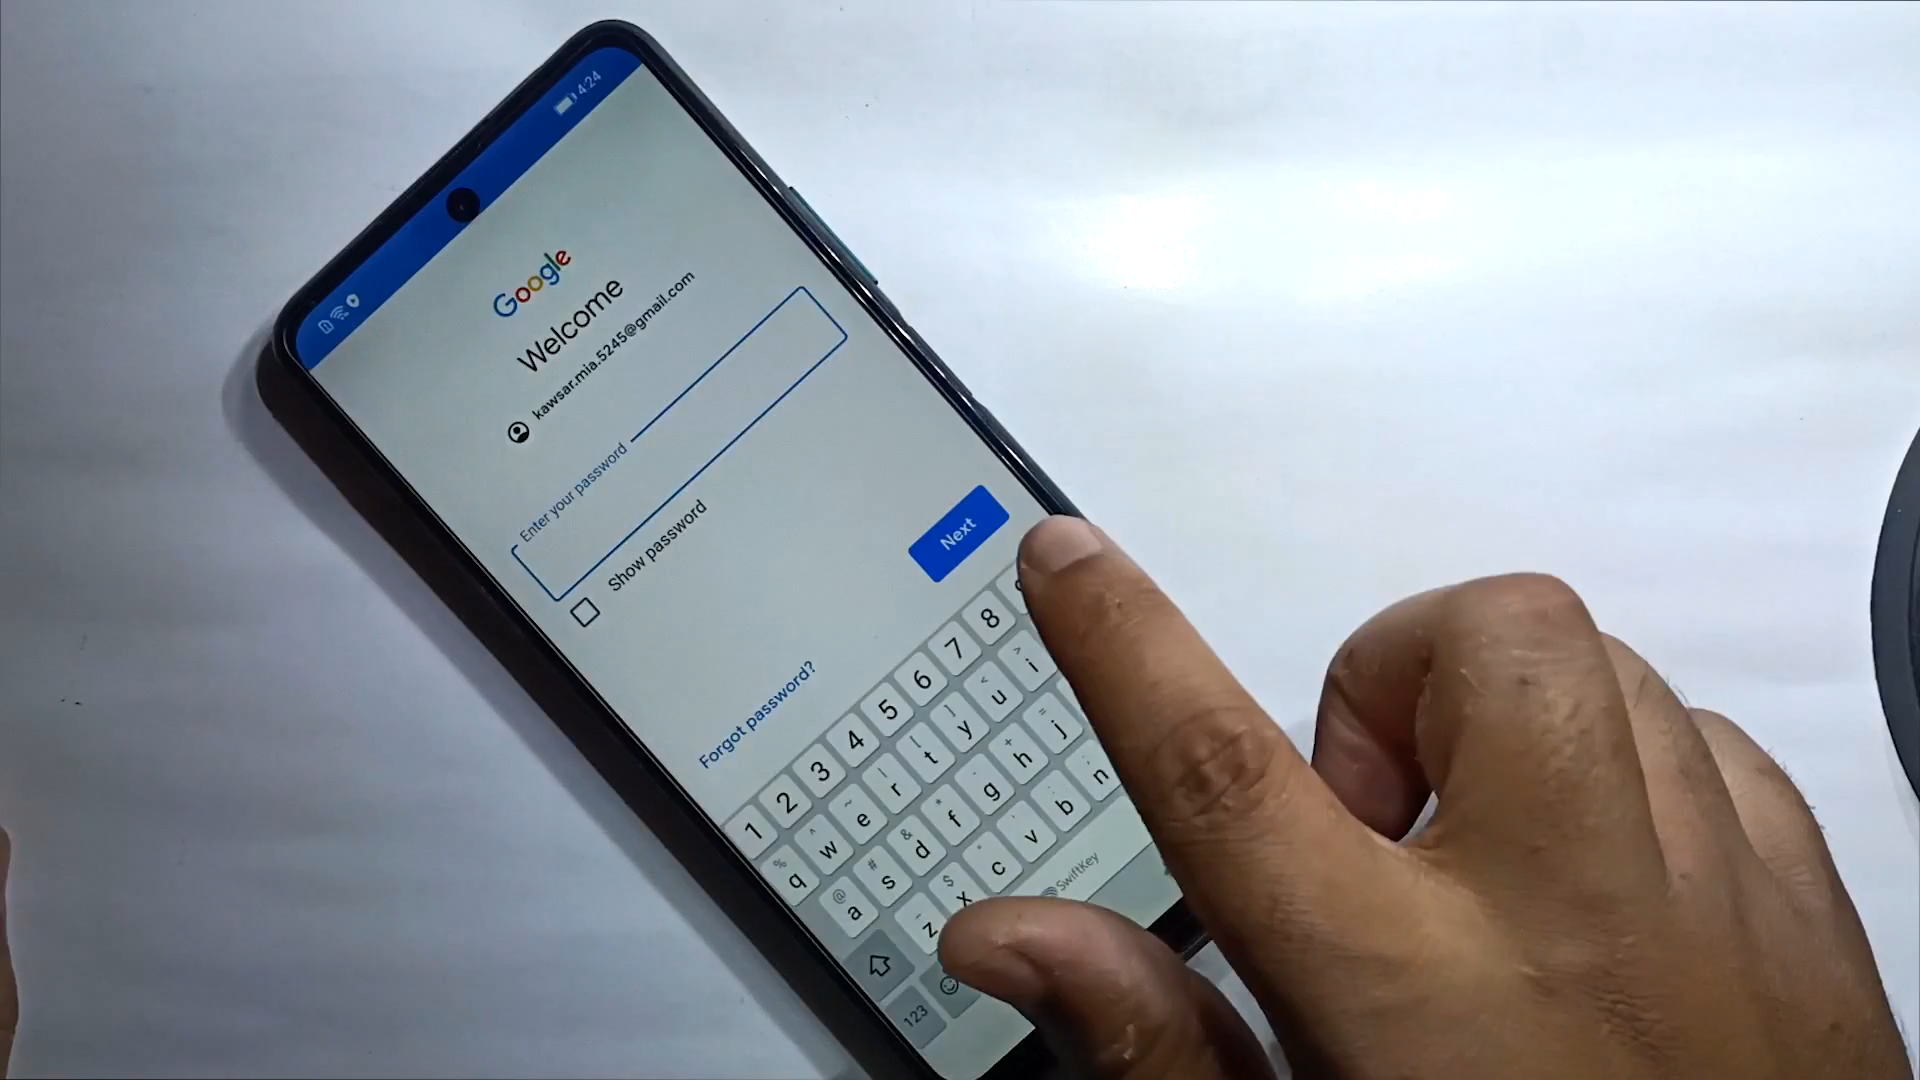 4:24
Google
Welcome
kawsar.mia.5245@gmail.com
Enter your password
Show password
Next
Forgot password?
1 2 3 4 5 6 7 8
q w e r t y u i
a s d f g h j
z x c v b n
123
SwiftKey